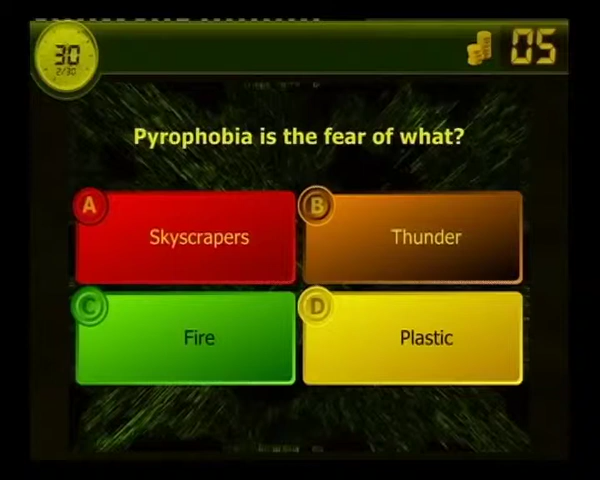 30
2/30
05
Pyrophobia is the fear of what?
A
Skyscrapers
B
Thunder
C
Fire
D
Plastic